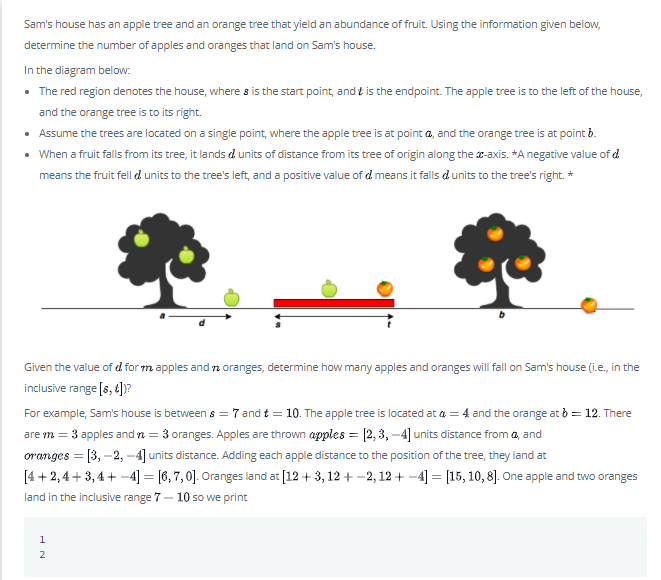 Sam's house has an apple tree and an orange tree that yield an abundance of fruit. Using the information given below,
determine the number of apples and oranges that land on Sam's house.
In the diagram below:
• The red region denotes the house, where s is the start point, and t is the endpoint. The apple tree is to the left of the house,
and the orange tree is to its right.
• Assume the trees are located on a single point, where the apple tree is at point a, and the orange tree is at point b.
• When a fruit falls from its tree, it lands d units of distance from its tree of origin along the x-axis. *A negative value of d
means the fruit fell d units to the tree's left, and a positive value of d means it falls d units to the tree's right. *
a d s t b
Given the value of d for m apples and n oranges, determine how many apples and oranges will fall on Sam's house (i.e., in the
inclusive range [s, t])?
For example, Sam's house is between s = 7 and t = 10. The apple tree is located at a = 4 and the orange at b = 12. There
are m = 3 apples and n = 3 oranges. Apples are thrown apples = [2, 3, −4] units distance from a, and
oranges = [3, −2, −4] units distance. Adding each apple distance to the position of the tree, they land at
[4 + 2, 4 + 3, 4 + −4] = [6, 7, 0]. Oranges land at [12 + 3, 12 + −2, 12 + −4] = [15, 10, 8]. One apple and two oranges
land in the inclusive range 7 − 10 so we print
1
2